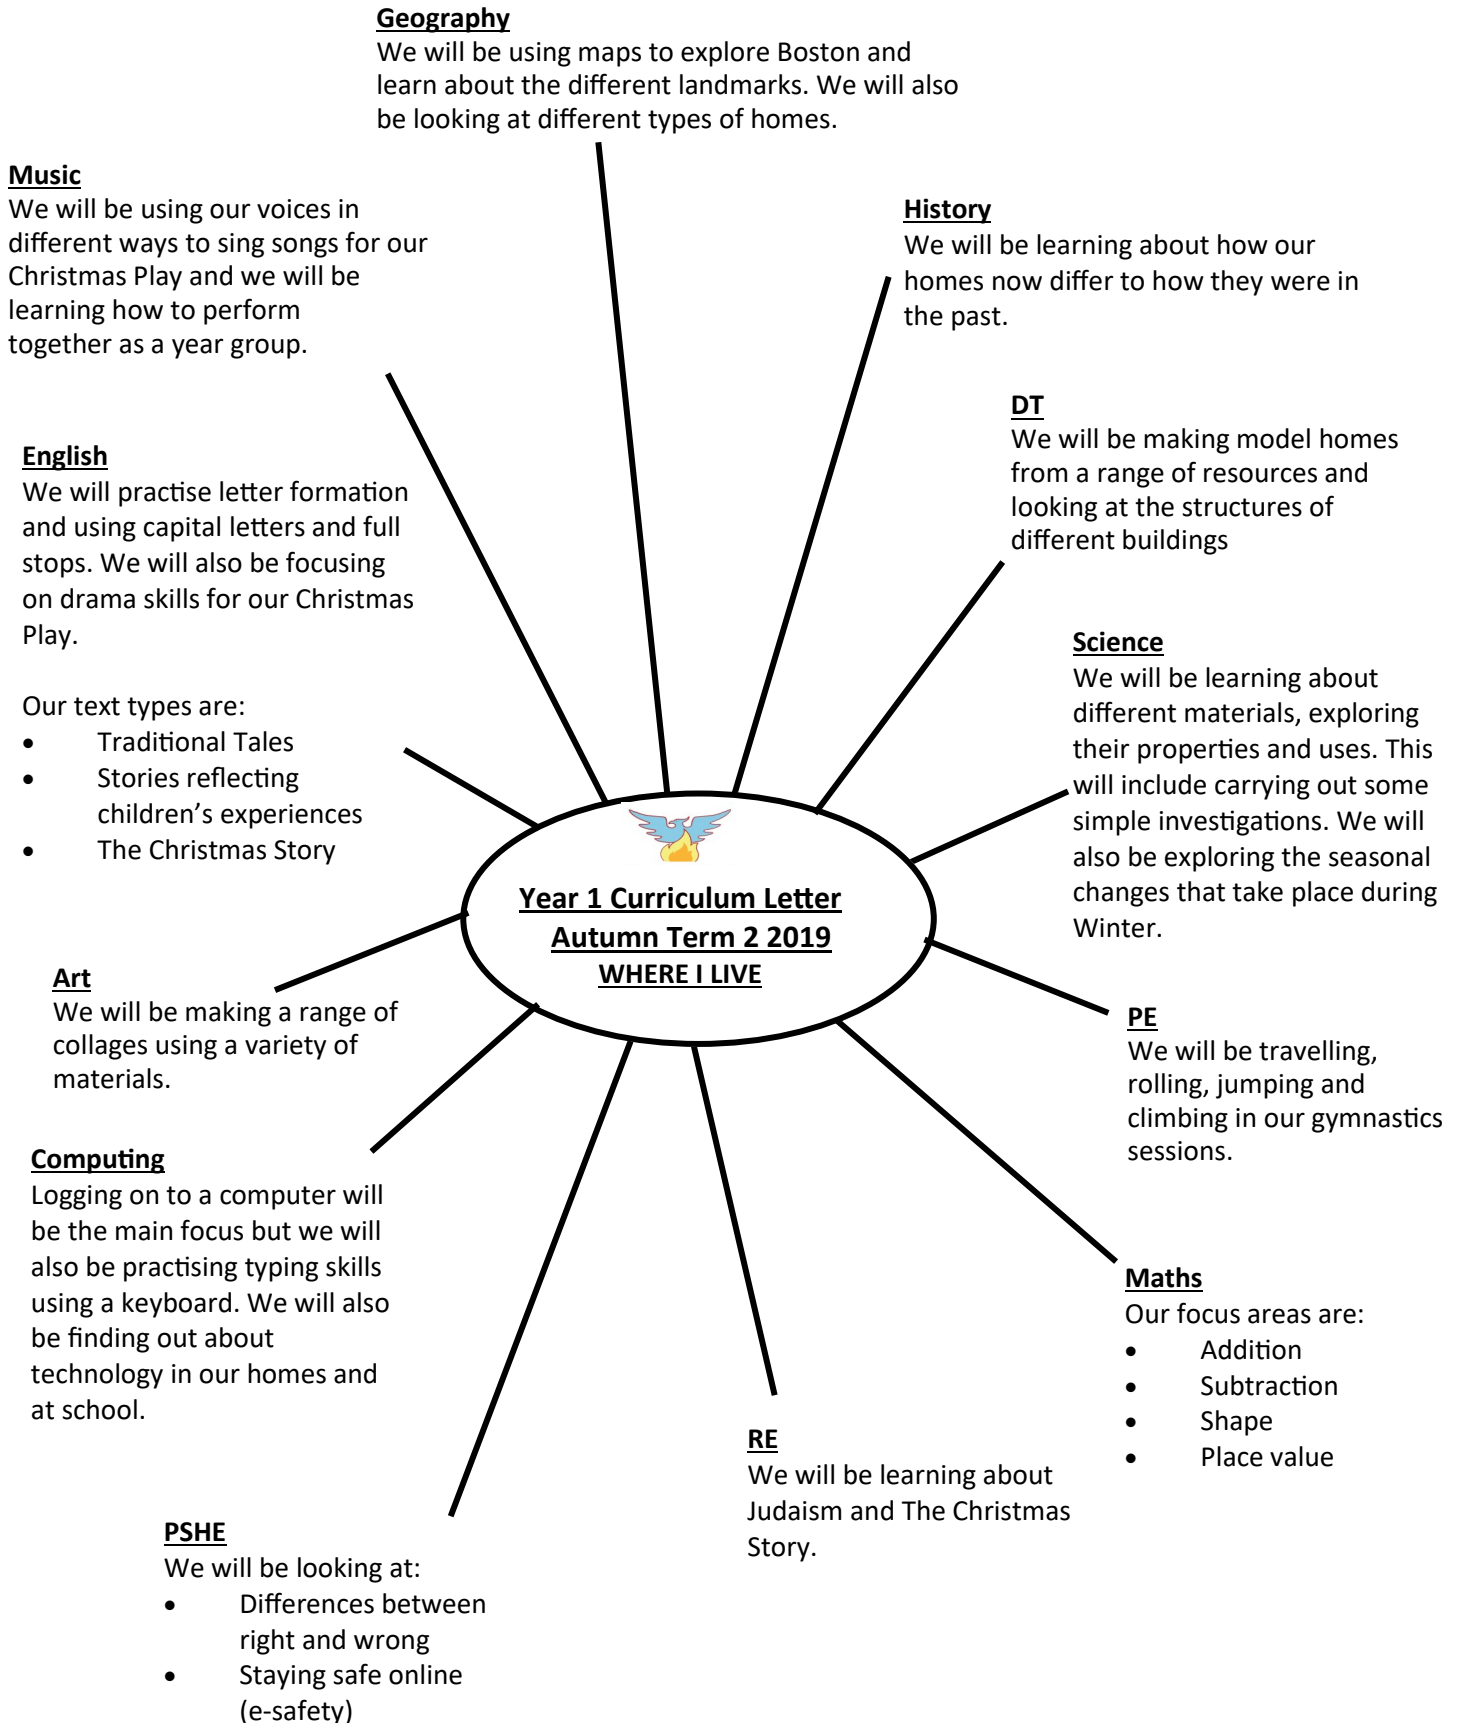 Geography
We will be using maps to explore Boston and
learn about the different landmarks. We will also
be looking at different types of homes.
Music
We will be using our voices in
different ways to sing songs for our
Christmas Play and we will be
learning how to perform
together as a year group.
History
We will be learning about how our
homes now differ to how they were in
the past.
DT
We will be making model homes
from a range of resources and
looking at the structures of
different buildings
English
We will practise letter formation
and using capital letters and full
stops. We will also be focusing
on drama skills for our Christmas
Play.
Our text types are:
• Traditional Tales
• Stories reflecting
children’s experiences
• The Christmas Story
Science
We will be learning about
different materials, exploring
their properties and uses. This
will include carrying out some
simple investigations. We will
also be exploring the seasonal
changes that take place during
Winter.
Year 1 Curriculum Letter
Autumn Term 2 2019
WHERE I LIVE
Art
We will be making a range of
collages using a variety of
materials.
PE
We will be travelling,
rolling, jumping and
climbing in our gymnastics
sessions.
Computing
Logging on to a computer will
be the main focus but we will
also be practising typing skills
using a keyboard. We will also
be finding out about
technology in our homes and
at school.
Maths
Our focus areas are:
• Addition
• Subtraction
• Shape
• Place value
RE
We will be learning about
Judaism and The Christmas
Story.
PSHE
We will be looking at:
• Differences between
right and wrong
• Staying safe online
(e-safety)